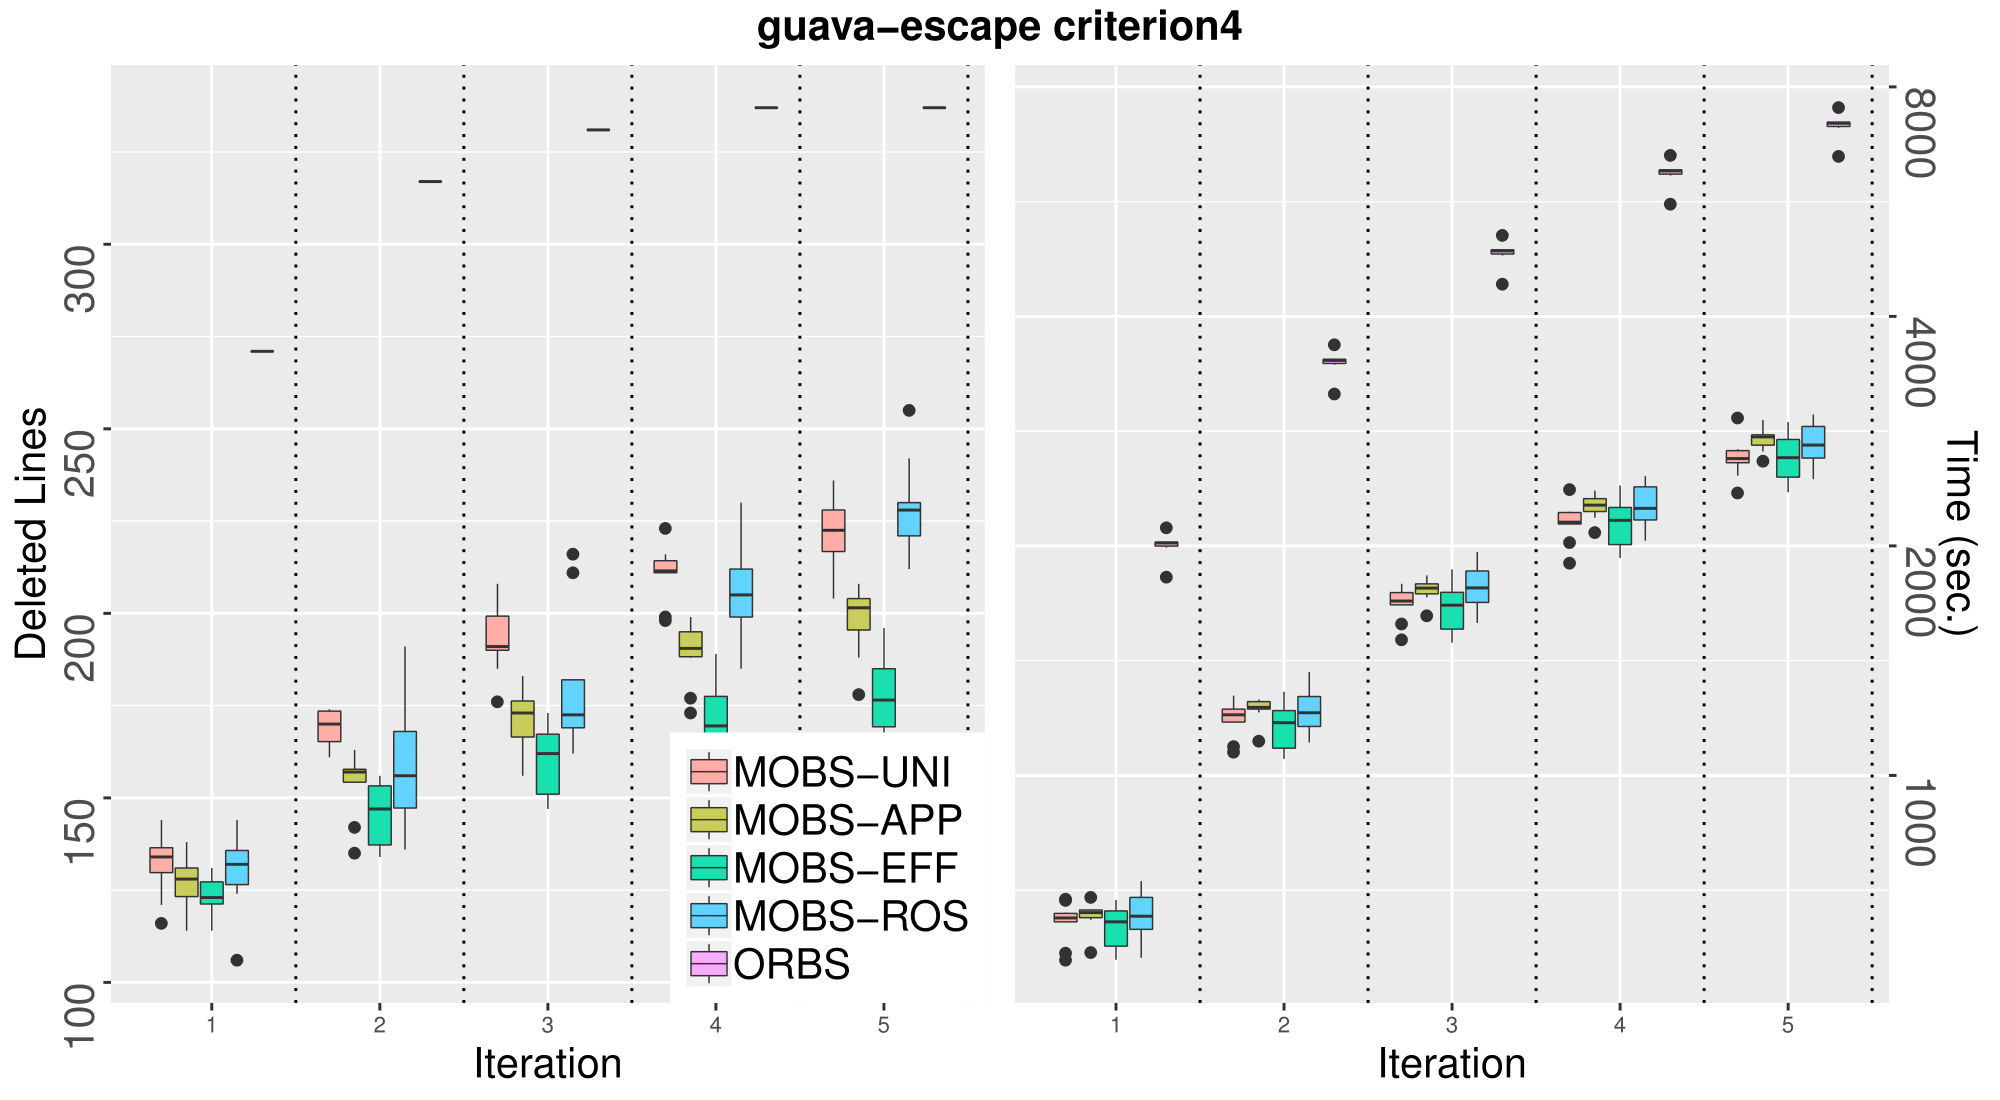 guava−escape criterion4
Deleted Lines
300
250
200
150
100
1 2 3 4 5
Iteration
MOBS−UNI
MOBS−APP
MOBS−EFF
MOBS−ROS
ORBS
8000
4000
2000
1000
Time (sec.)
1 2 3 4 5
Iteration